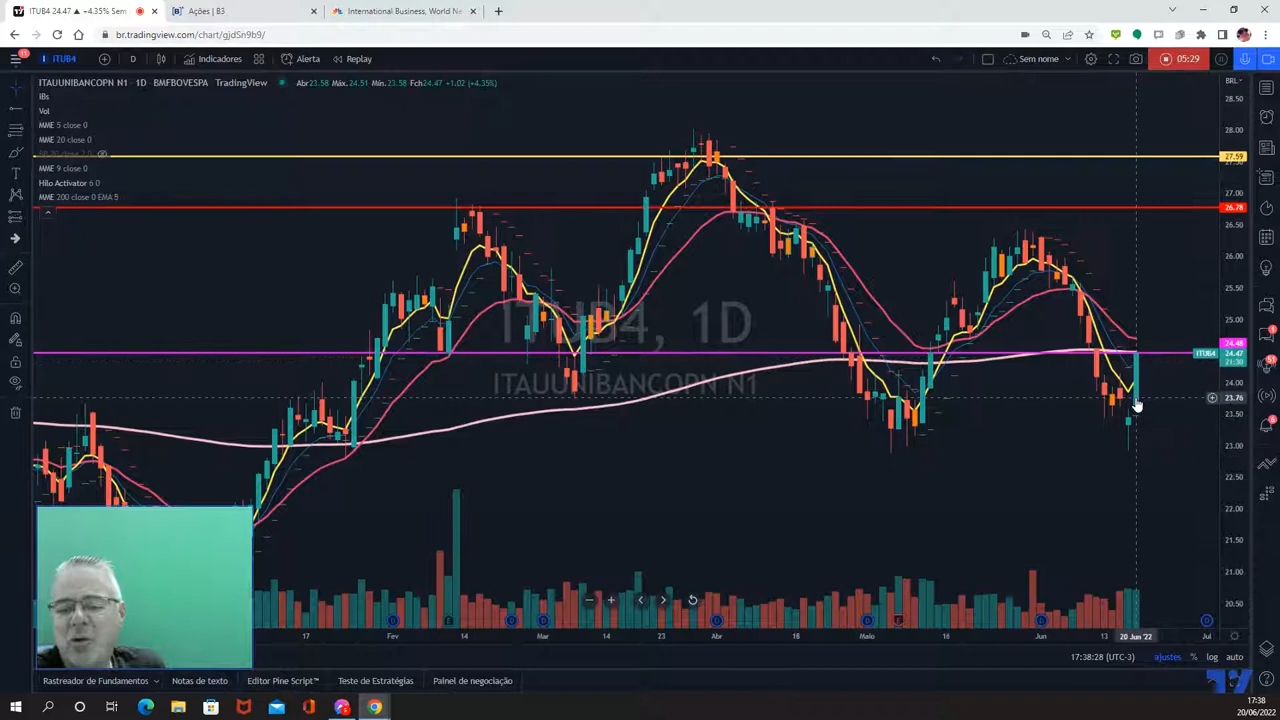 ITUB4 24.47 ▲ +4.35% Sem
Ações | B3
International Business, World Ne
br.tradingview.com/chart/gjdSn9b9/
11
ITUB4
D
Indicadores
Alerta
Replay
Sem nome
05:29
ITAUUNIBANCOPN N1 · 1D · BMFBOVESPA · TradingView
Abr23.58 Máx.24.51 Mín.23.58 Fch24.47 +1.02 (+4.35%)
BRL
IBs
Vol
MME 5 close 0
MME 20 close 0
MME 9 close 0
Hilo Activator 6 0
MME 200 close 0 EMA 5
28.50
28.00
27.59
27.00
26.78
26.50
26.00
25.50
25.00
24.48
ITUB4 24.47
21:30
24.00
23.76
23.50
23.00
22.50
22.00
21.50
21.00
20.50
ITUB4, 1D
ITAUUNIBANCOPN N1
17
Fev
14
Mar
14
23
Abr
18
Maio
16
Jun
13
20 Jun '22
Jul
17:38:28 (UTC-3)
ajustes
%
log
auto
Rastreador de Fundamentos
Notas de texto
Editor Pine Script™
Teste de Estratégias
Painel de negociação
17:38
20/06/2022